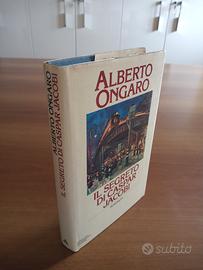 ALBERTO
ONGARO
IL SEGRETO
DI CASPAR
JACOBI
ALBERTO ONGARO
IL SEGRETO DI CASPAR JACOBI
subito